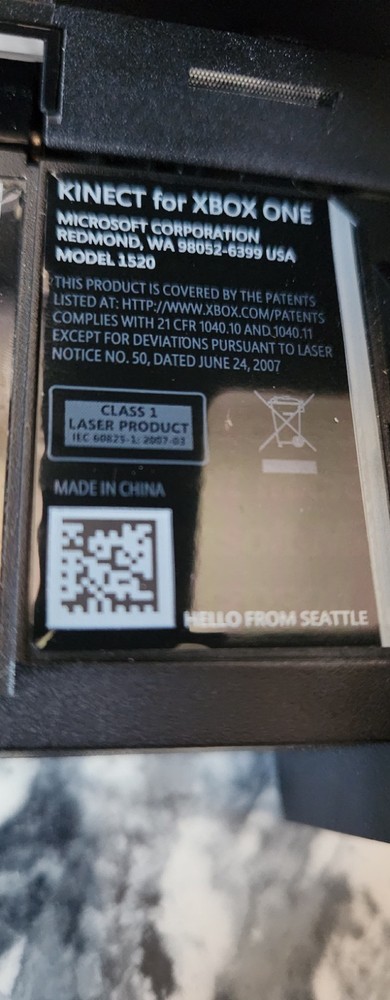 KINECT for XBOX ONE
MICROSOFT CORPORATION
REDMOND, WA 98052-6399 USA
MODEL 1520
THIS PRODUCT IS COVERED BY THE PATENTS
LISTED AT: HTTP://WWW.XBOX.COM/PATENTS
COMPLIES WITH 21 CFR 1040.10 AND 1040.11
EXCEPT FOR DEVIATIONS PURSUANT TO LASER
NOTICE NO. 50, DATED JUNE 24, 2007
CLASS 1
LASER PRODUCT
IEC 60825-1: 2007-03
MADE IN CHINA
HELLO FROM SEATTLE